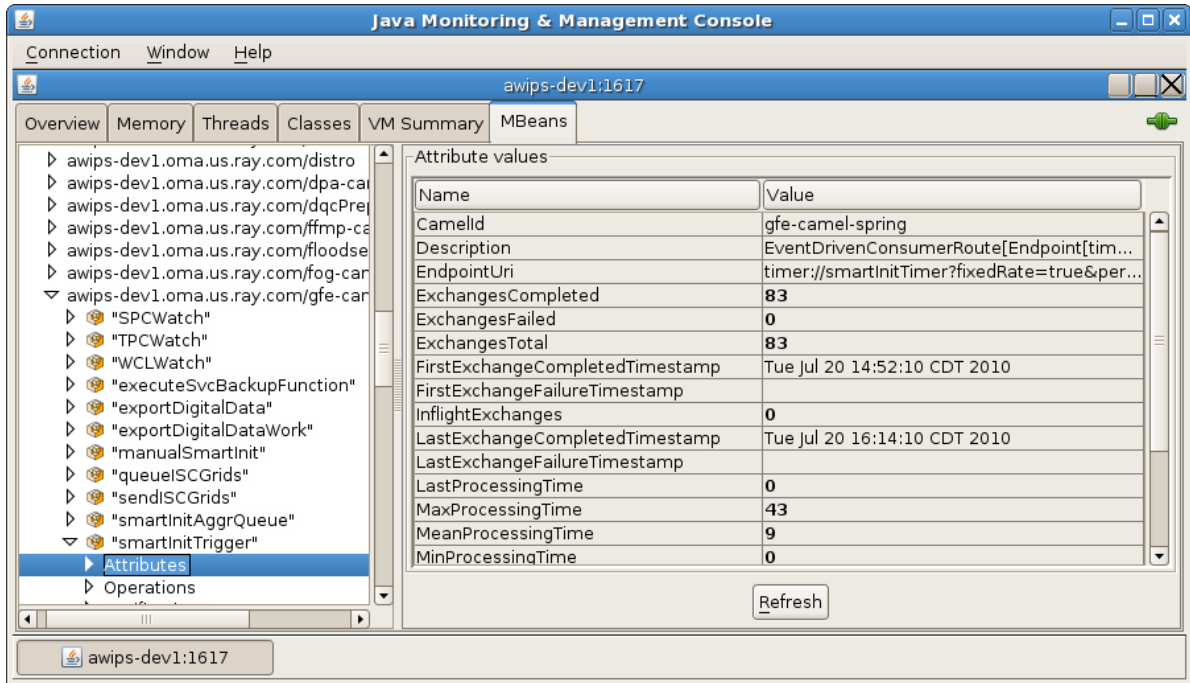 Java Monitoring & Management Console
Connection Window Help
awips-dev1:1617
Overview Memory Threads Classes VM Summary MBeans
awips-dev1.oma.us.ray.com/distro
awips-dev1.oma.us.ray.com/dpa-car
awips-dev1.oma.us.ray.com/dqcPrep
awips-dev1.oma.us.ray.com/ffmp-ca
awips-dev1.oma.us.ray.com/floodse
awips-dev1.oma.us.ray.com/fog-can
awips-dev1.oma.us.ray.com/gfe-can
"SPCWatch"
"TPCWatch"
"WCLWatch"
"executeSvcBackupFunction"
"exportDigitalData"
"exportDigitalDataWork"
"manualSmartInit"
"queueISCGrids"
"sendISCGrids"
"smartInitAggrQueue"
"smartInitTrigger"
Attributes
Operations
Attribute values
Name Value
CamelId gfe-camel-spring
Description EventDrivenConsumerRoute[Endpoint[tim...
EndpointUri timer://smartInitTimer?fixedRate=true&per...
ExchangesCompleted 83
ExchangesFailed 0
ExchangesTotal 83
FirstExchangeCompletedTimestamp Tue Jul 20 14:52:10 CDT 2010
FirstExchangeFailureTimestamp
InflightExchanges 0
LastExchangeCompletedTimestamp Tue Jul 20 16:14:10 CDT 2010
LastExchangeFailureTimestamp
LastProcessingTime 0
MaxProcessingTime 43
MeanProcessingTime 9
MinProcessingTime 0
Refresh
awips-dev1:1617